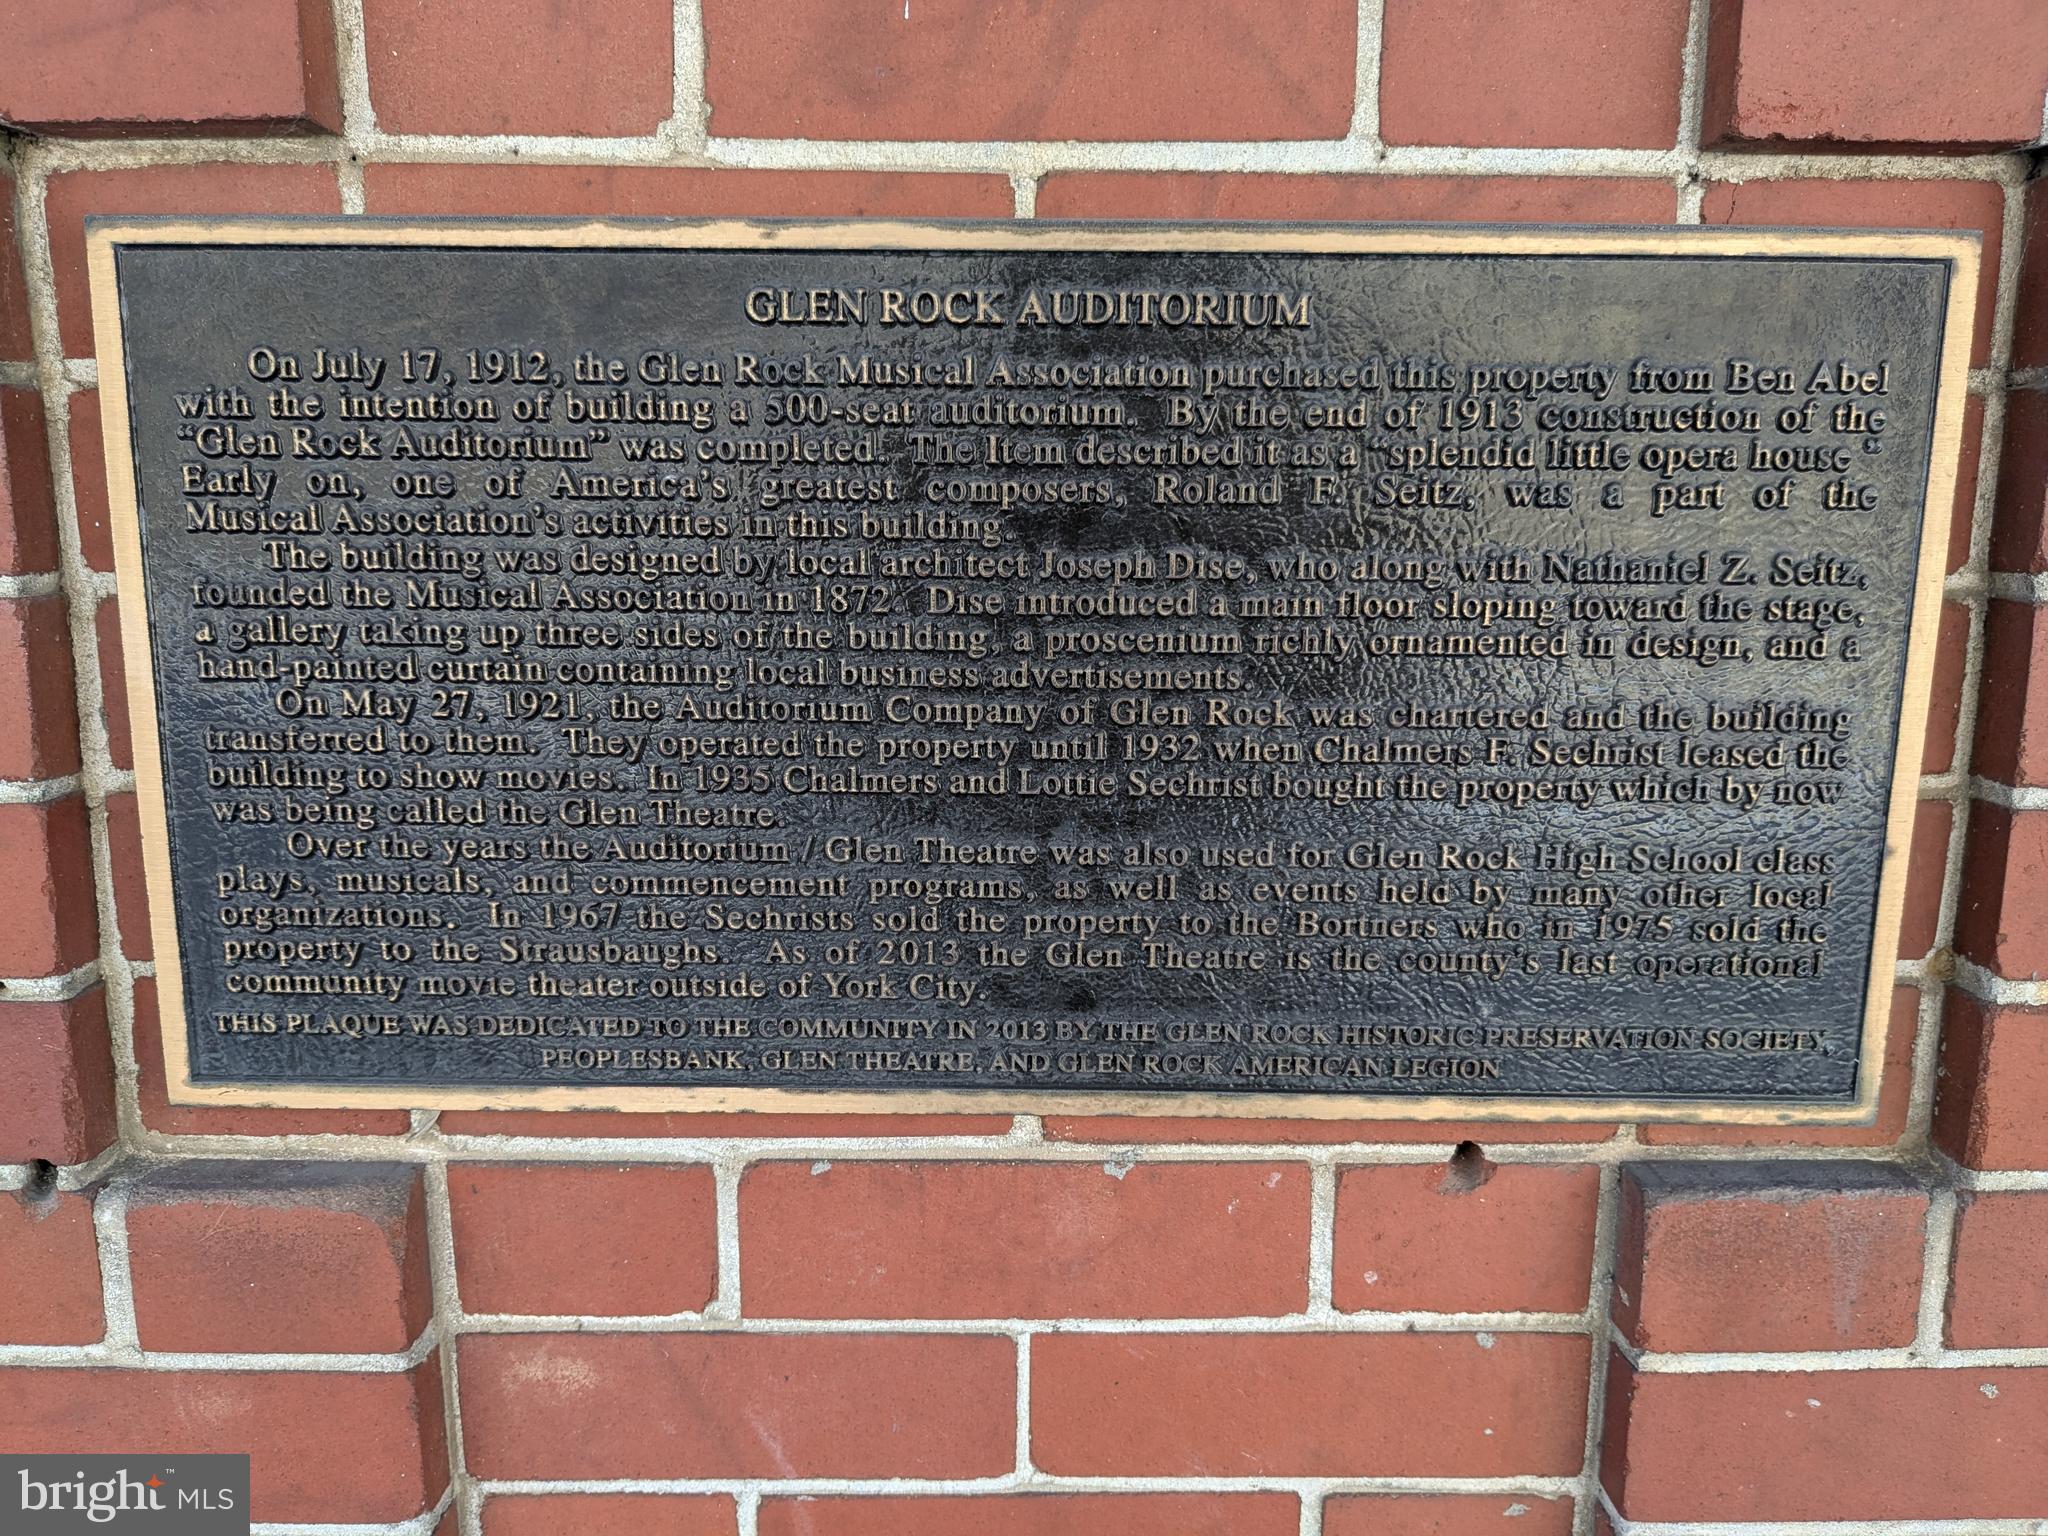 GLEN ROCK AUDITORIUM
On July 17, 1912, the Glen Rock Musical Association purchased this property from Ben Abel
with the intention of building a 500-seat auditorium. By the end of 1913 construction of the
“Glen Rock Auditorium” was completed. The Item described it as a “splendid little opera house.”
Early on, one of America's greatest composers, Roland F. Seitz, was a part of the
Musical Association's activities in this building.
The building was designed by local architect Joseph Dise, who along with Nathaniel Z. Seitz,
founded the Musical Association in 1872. Dise introduced a main floor sloping toward the stage,
a gallery taking up three sides of the building, a proscenium richly ornamented in design, and a
hand-painted curtain containing local business advertisements.
On May 27, 1921, the Auditorium Company of Glen Rock was chartered and the building
transferred to them. They operated the property until 1932 when Chalmers F. Sechrist leased the
building to show movies. In 1935 Chalmers and Lottie Sechrist bought the property which by now
was being called the Glen Theatre.
Over the years the Auditorium / Glen Theatre was also used for Glen Rock High School class
plays, musicals, and commencement programs, as well as events held by many other local
organizations. In 1967 the Sechrists sold the property to the Bortners who in 1975 sold the
property to the Strausbaughs. As of 2013 the Glen Theatre is the county's last operational
community movie theater outside of York City.
THIS PLAQUE WAS DEDICATED TO THE COMMUNITY IN 2013 BY THE GLEN ROCK HISTORIC PRESERVATION SOCIETY,
PEOPLESBANK, GLEN THEATRE, AND GLEN ROCK AMERICAN LEGION
bright™ MLS